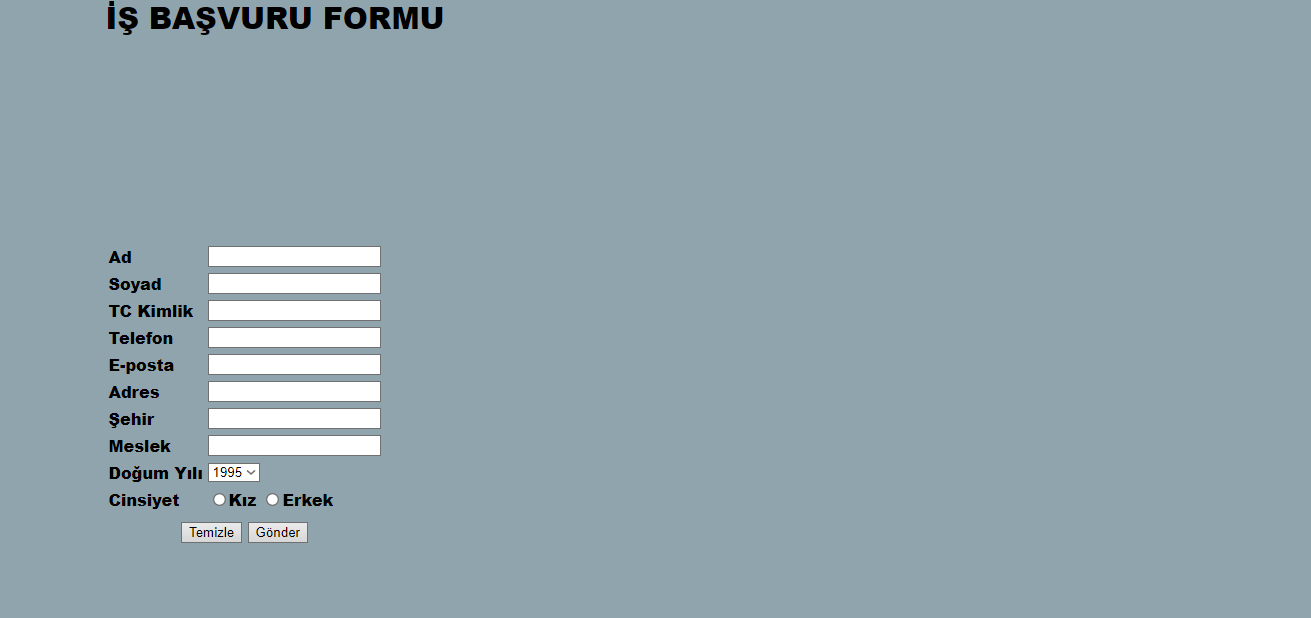 İŞ BAŞVURU FORMU
Ad
Soyad
TC Kimlik
Telefon
E-posta
Adres
Şehir
Meslek
Doğum Yılı 1995
Cinsiyet Kız Erkek
Temizle Gönder